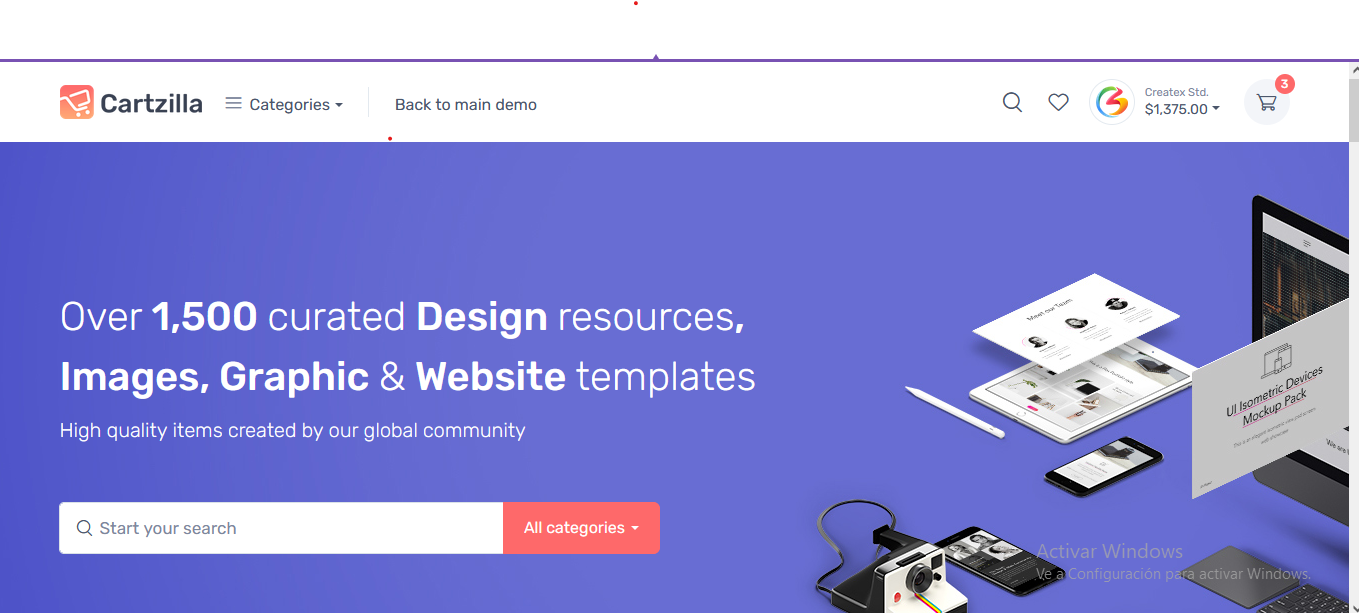 Cartzilla
Categories
Back to main demo
Createx Std.
$1,375.00
3
Over 1,500 curated Design resources,
Images, Graphic & Website templates
High quality items created by our global community
Start your search
All categories
Meet our Team
UI Isometric Devices
Mockup Pack
Activar Windows
Ve a Configuración para activar Windows.